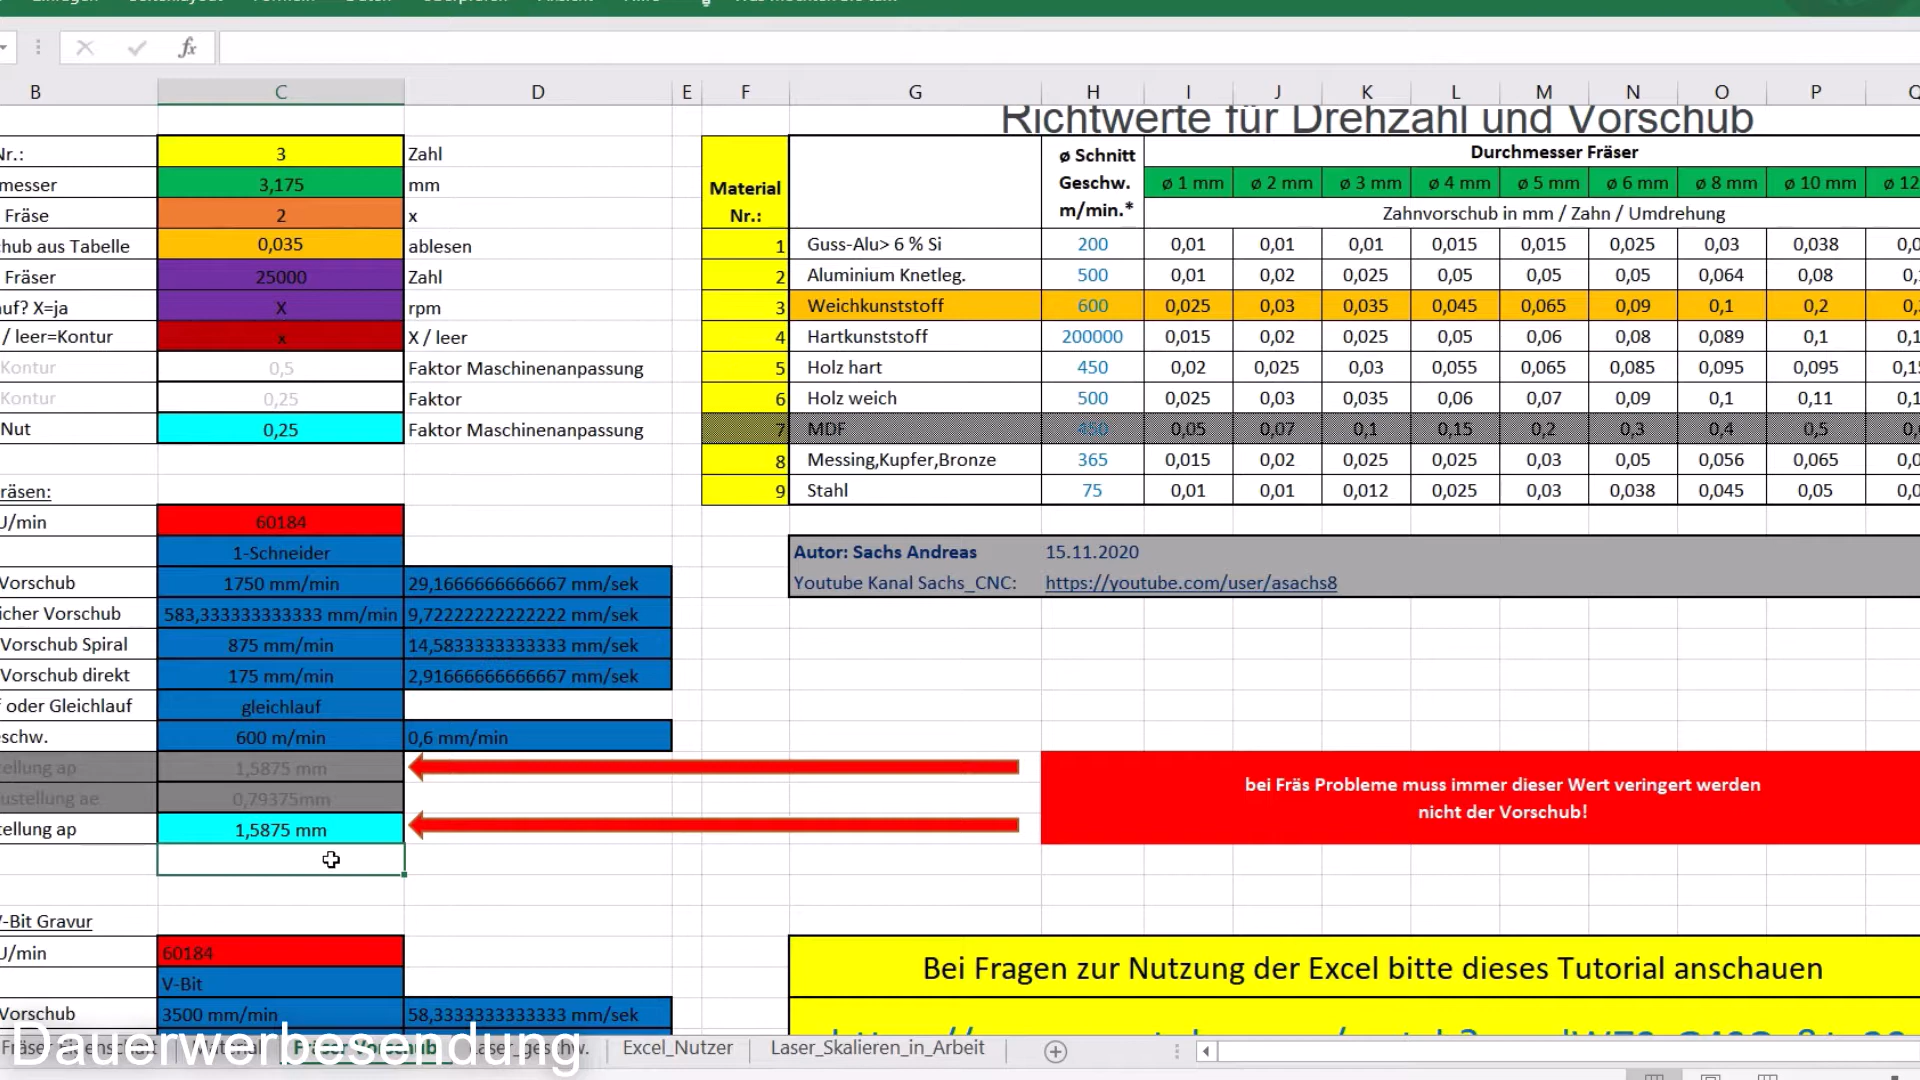 B C D E F G H I J K L M N O P
Richtwerte für Drehzahl und Vorschub
Nr.: 3 Zahl
messer 3,175 mm
Fräse 2 x
hub aus Tabelle 0,035 ablesen
Fräser 25000 Zahl
uf? X=ja X rpm
/ leer=Kontur x X / leer
Kontur 0,5 Faktor Maschinenanpassung
Kontur 0,25 Faktor
Nut 0,25 Faktor Maschinenanpassung
räsen:
U/min 60184
1-Schneider
Vorschub 1750 mm/min 29,1666666666667 mm/sek
icher Vorschub 583,333333333333 mm/min 9,72222222222222 mm/sek
Vorschub Spiral 875 mm/min 14,5833333333333 mm/sek
Vorschub direkt 175 mm/min 2,91666666666667 mm/sek
f oder Gleichlauf gleichlauf
schw. 600 m/min 0,6 mm/min
tellung ap 1,5875 mm
ustellung ae 0,79375mm
tellung ap 1,5875 mm
V-Bit Gravur
U/min 60184
V-Bit
Vorschub 3500 mm/min 58,3333333333333 mm/sek
Material
Nr.:
ø Schnitt
Geschw.
m/min.*
Durchmesser Fräser
ø 1 mm ø 2 mm ø 3 mm ø 4 mm ø 5 mm ø 6 mm ø 8 mm ø 10 mm ø 12
Zahnvorschub in mm / Zahn / Umdrehung
1 Guss-Alu> 6 % Si 200 0,01 0,01 0,01 0,015 0,015 0,025 0,03 0,038 0,0
2 Aluminium Knetleg. 500 0,01 0,02 0,025 0,05 0,05 0,05 0,064 0,08 0,
3 Weichkunststoff 600 0,025 0,03 0,035 0,045 0,065 0,09 0,1 0,2 0,
4 Hartkunststoff 200000 0,015 0,02 0,025 0,05 0,06 0,08 0,089 0,1 0,1
5 Holz hart 450 0,02 0,025 0,03 0,055 0,065 0,085 0,095 0,095 0,15
6 Holz weich 500 0,025 0,03 0,035 0,06 0,07 0,09 0,1 0,11 0,1
7 MDF 450 0,05 0,07 0,1 0,15 0,2 0,3 0,4 0,5 0,
8 Messing,Kupfer,Bronze 365 0,015 0,02 0,025 0,025 0,03 0,05 0,056 0,065 0,0
9 Stahl 75 0,01 0,01 0,012 0,025 0,03 0,038 0,045 0,05 0,0
Autor: Sachs Andreas 15.11.2020
Youtube Kanal Sachs_CNC: https://youtube.com/user/asachs8
bei Fräs Probleme muss immer dieser Wert veringert werden
nicht der Vorschub!
Bei Fragen zur Nutzung der Excel bitte dieses Tutorial anschauen
Excel_Nutzer Laser_Skalieren_in_Arbeit
Dauerwerbesendung